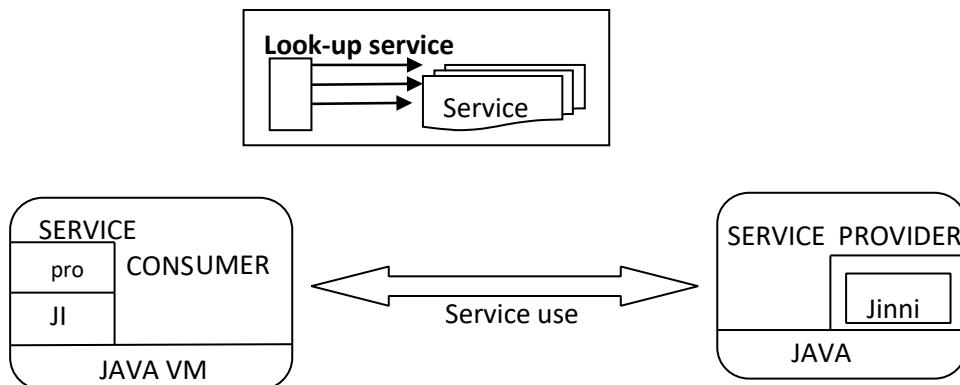 Look-up service
Service
SERVICE
CONSUMER
pro
JI
JAVA VM
Service use
SERVICE PROVIDER
Jinni
JAVA